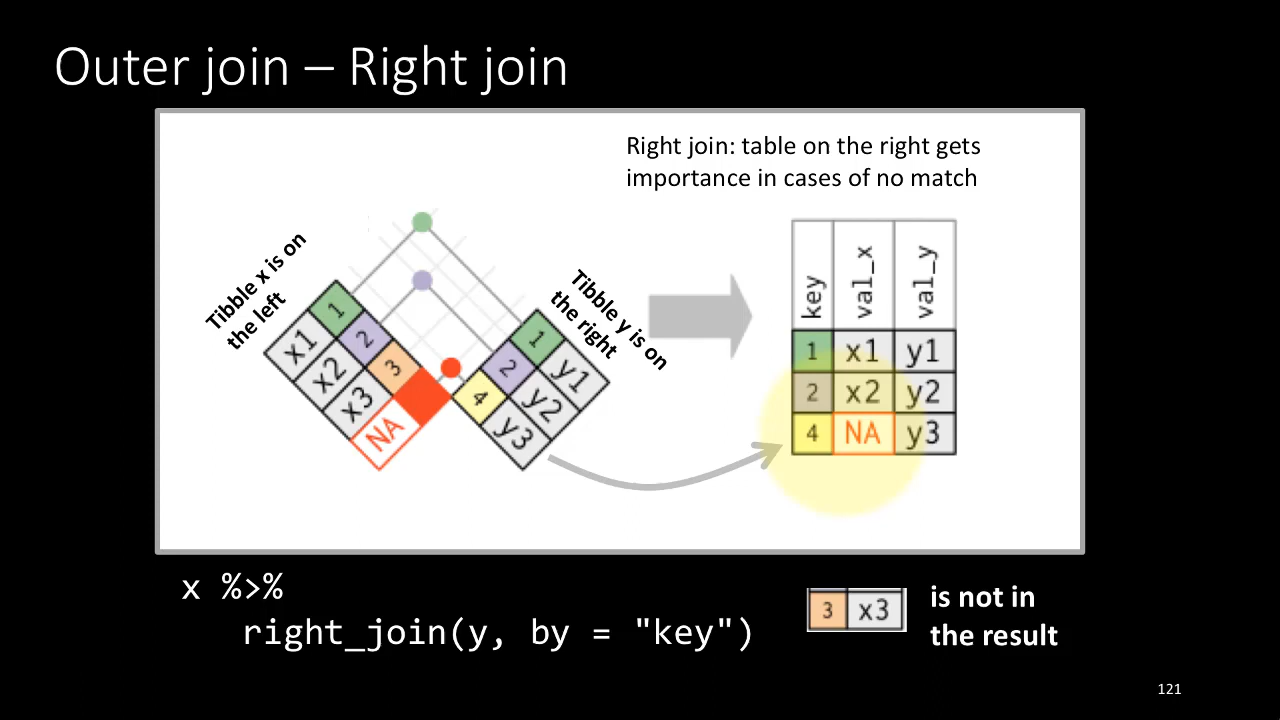 Outer join – Right join
Right join: table on the right gets
importance in cases of no match
Tibble x is on
the left
1
x1
2
x2
3
x3
NA
Tibble y is on
the right
1
y1
2
y2
4
y3
key val_x val_y
1 x1 y1
2 x2 y2
4 NA y3
x %>%
right_join(y, by = "key")
3 x3
is not in
the result
121